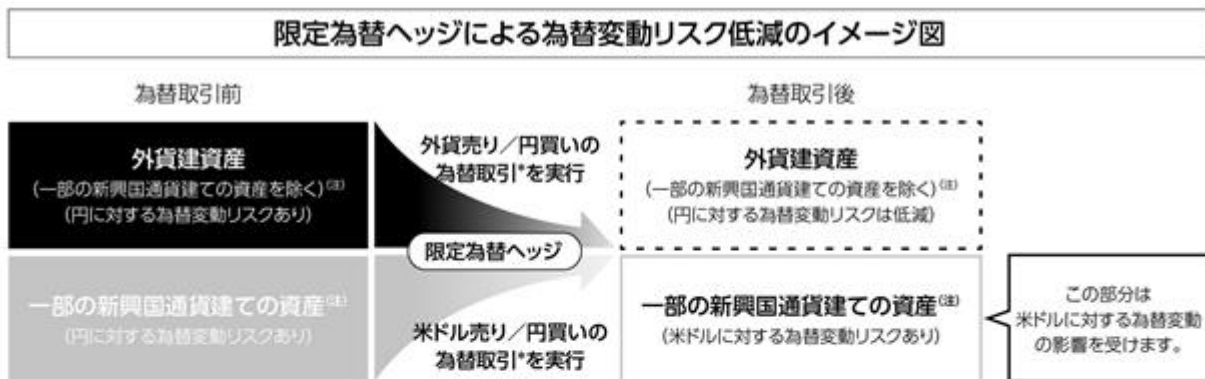 限定為替ヘッジによる為替変動リスク低減のイメージ図
為替取引前
為替取引後
外貨建資産
(一部の新興国通貨建ての資産を除く)(注)
(円に対する為替変動リスクあり)
外貨売り/円買いの
為替取引*を実行
外貨建資産
(一部の新興国通貨建ての資産を除く)(注)
(円に対する為替変動リスクは低減)
限定為替ヘッジ
一部の新興国通貨建ての資産(注)
(円に対する為替変動リスクあり)
米ドル売り/円買いの
為替取引*を実行
一部の新興国通貨建ての資産(注)
(米ドルに対する為替変動リスクあり)
この部分は
米ドルに対する為替変動
の影響を受けます。